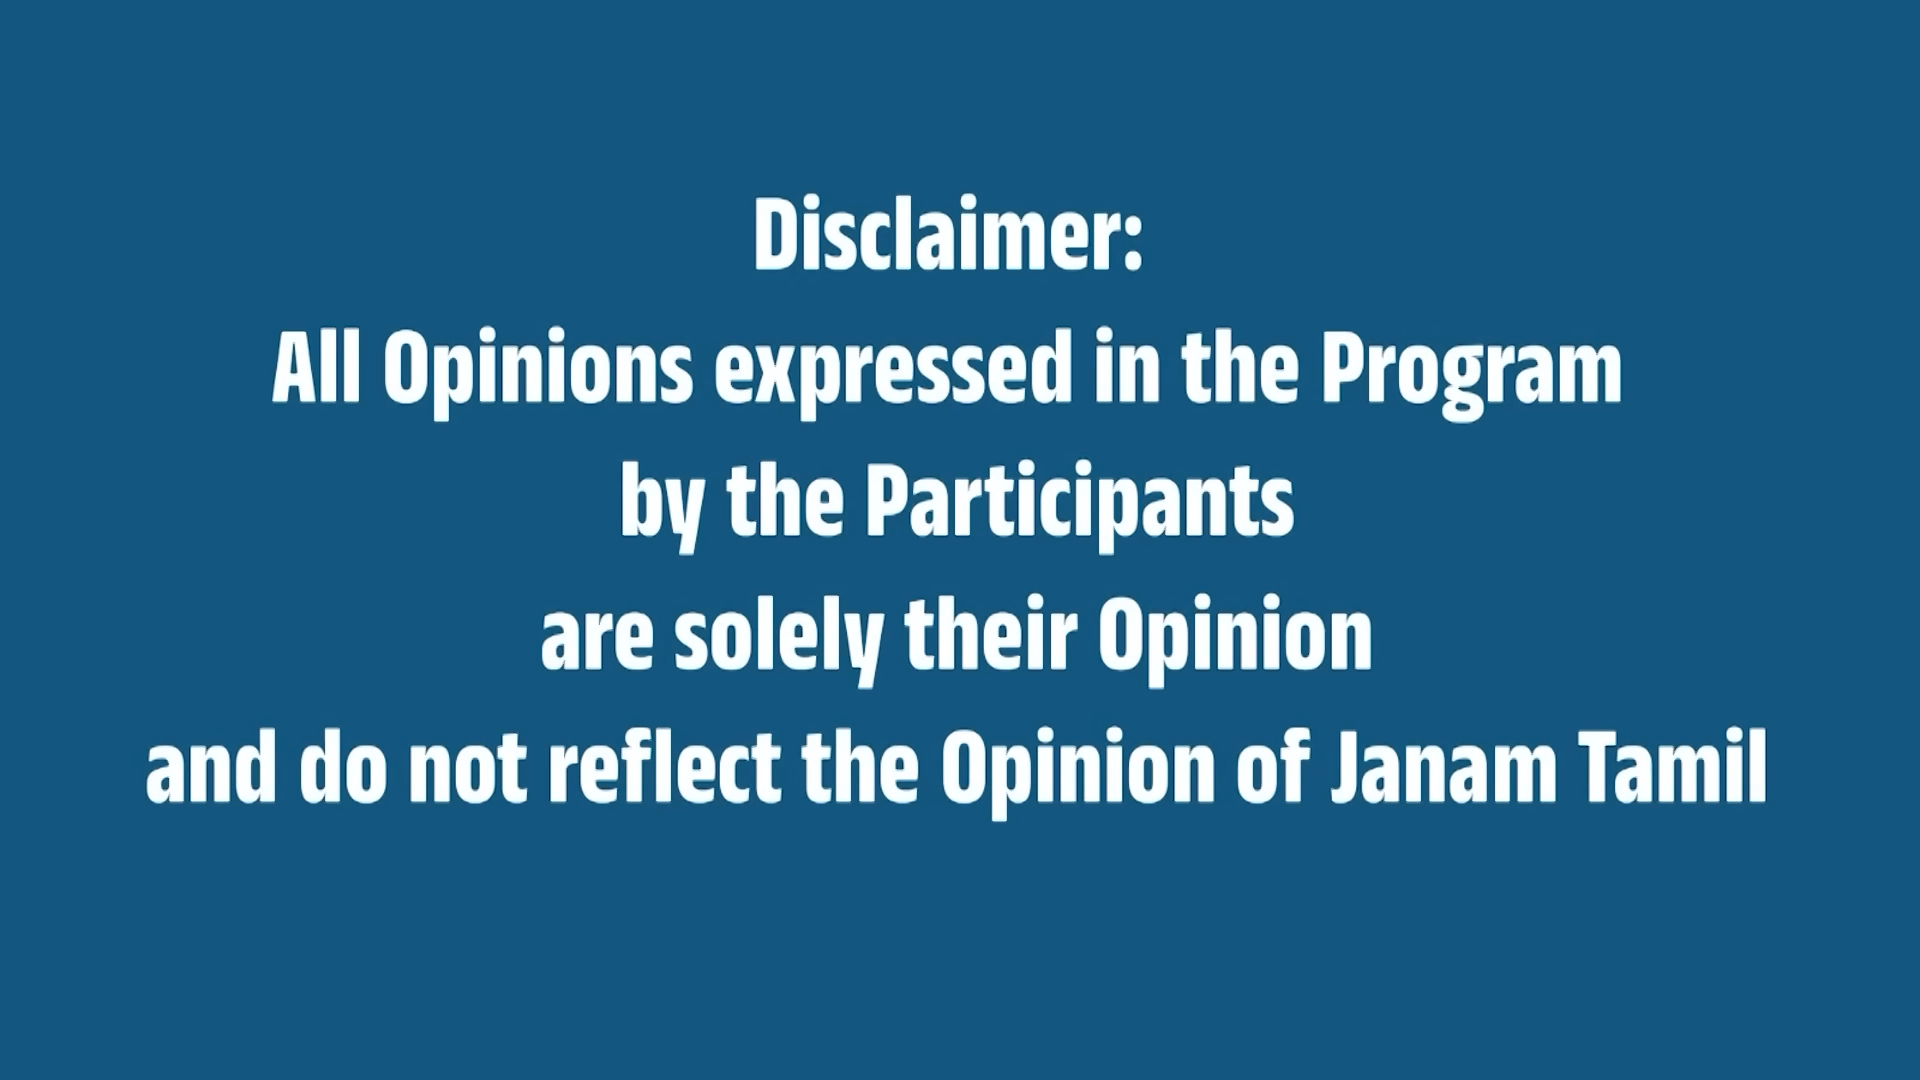 Disclaimer:
All Opinions expressed in the Program
by the Participants
are solely their Opinion
and do not reflect the Opinion of Janam Tamil